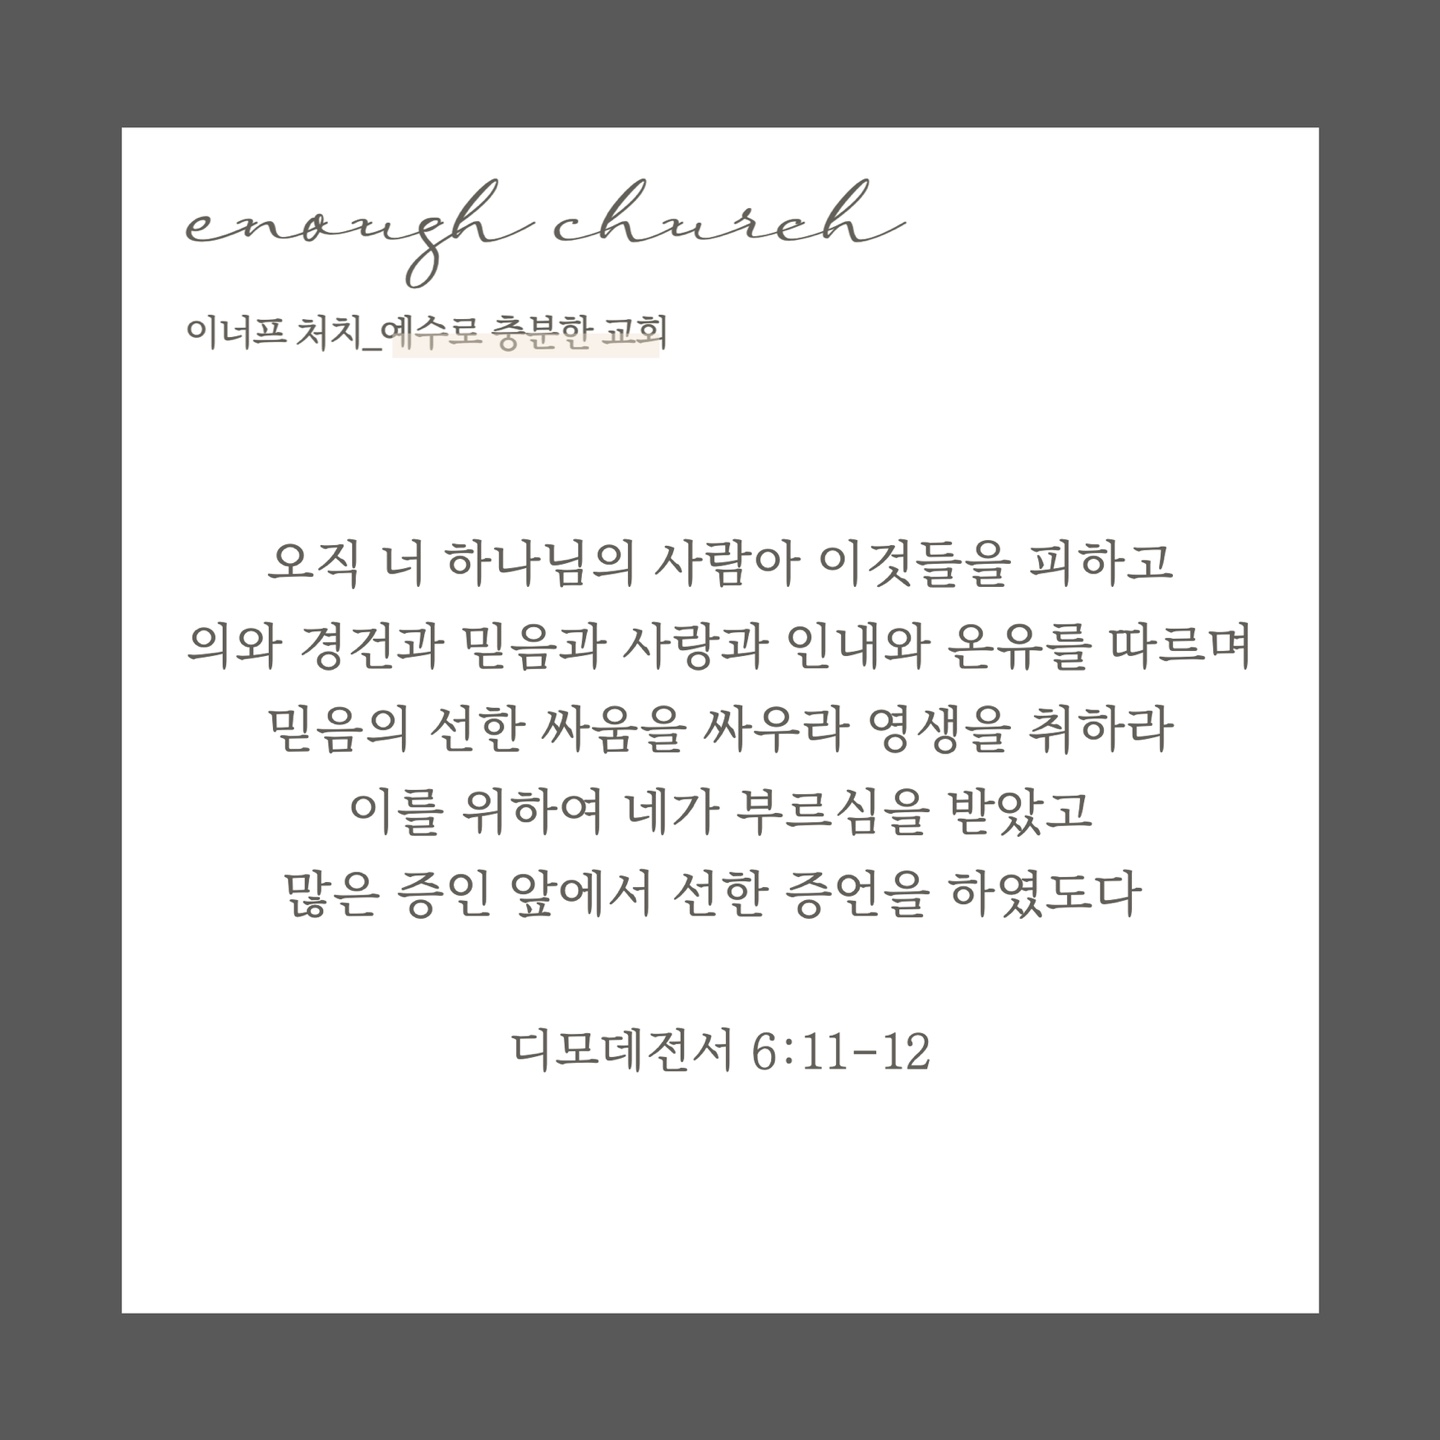 enough church
이너프 처치_예수로 충분한 교회
오직 너 하나님의 사람아 이것들을 피하고
의와 경건과 믿음과 사랑과 인내와 온유를 따르며
믿음의 선한 싸움을 싸우라 영생을 취하라
이를 위하여 네가 부르심을 받았고
많은 증인 앞에서 선한 증언을 하였도다
디모데전서 6:11-12